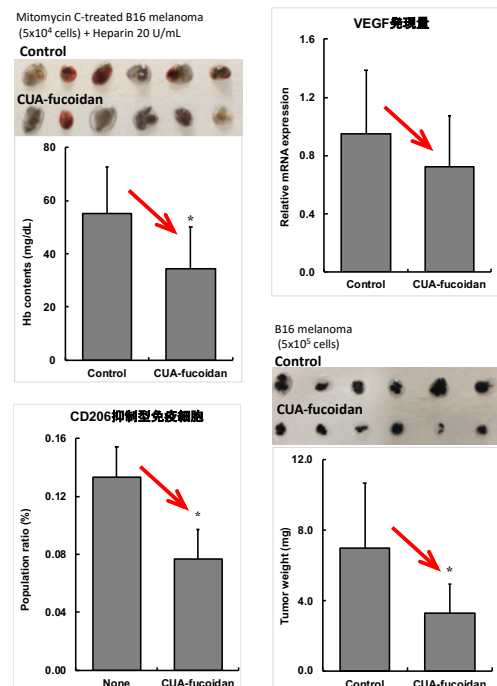 Mitomycin C-treated B16 melanoma
(5x10⁴ cells) + Heparin 20 U/mL
Control
CUA-fucoidan
80
60
40
20
0
Hb contents (mg/dL)
*
Control
CUA-fucoidan
VEGF発現量
1.6
1.2
0.8
0.4
0.0
Relative mRNA expression
Control
CUA-fucoidan
CD206抑制型免疫細胞
0.16
0.12
0.08
0.04
0.00
Population ratio (%)
*
None
CUA-fucoidan
B16 melanoma
(5x10⁵ cells)
Control
CUA-fucoidan
12.0
8.0
4.0
0.0
Tumor weight (mg)
*
Control
CUA-fucoidan